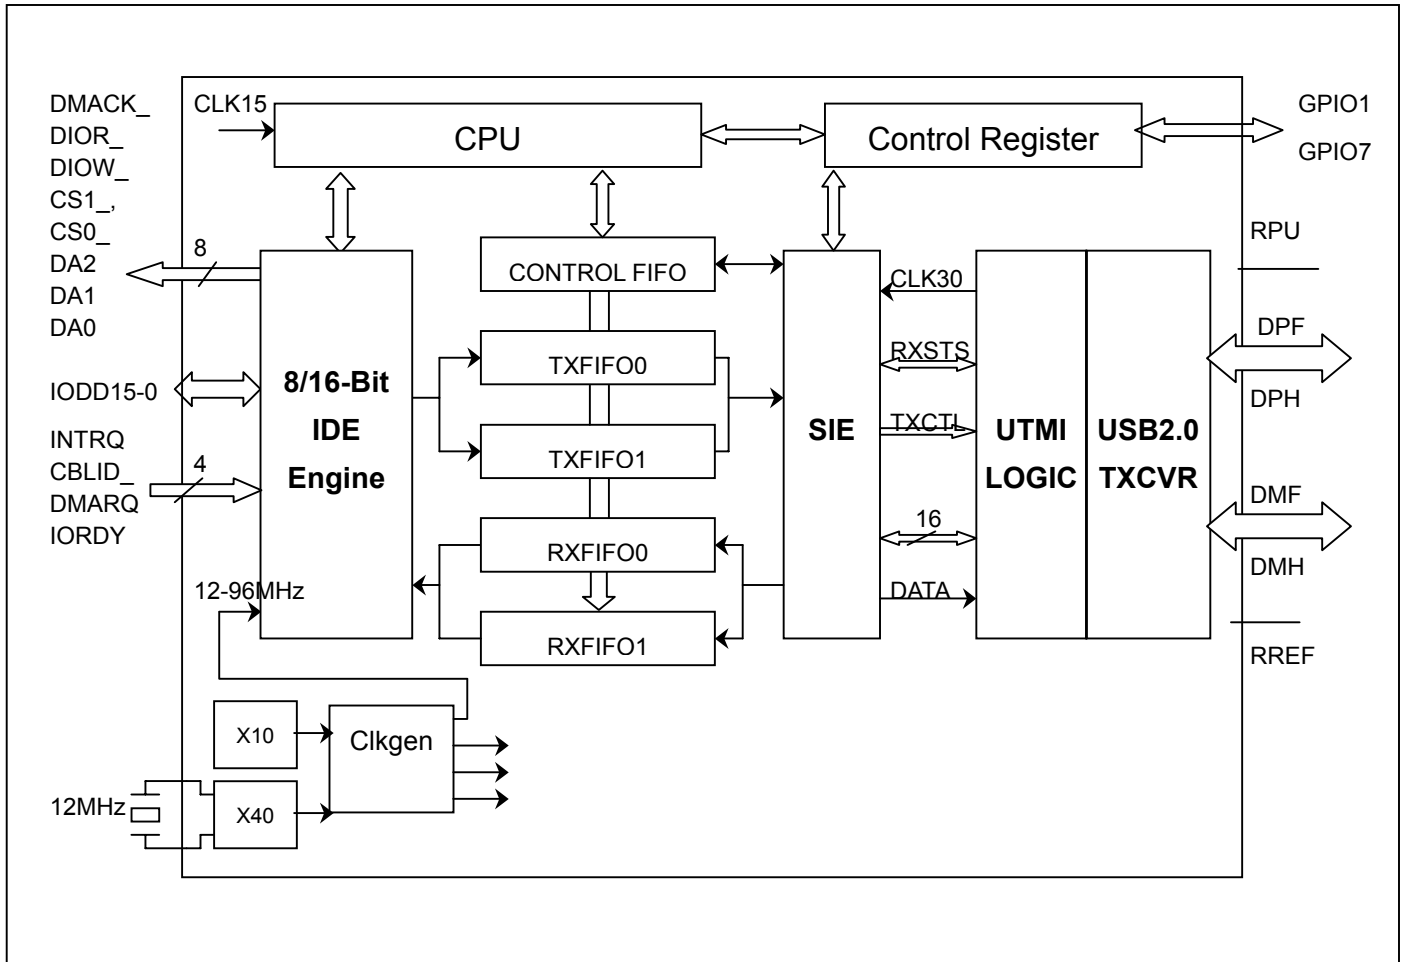 DMACK_
DIOR_
DIOW_
CS1_,
CS0_
DA2
DA1
DA0
8
IODD15-0
INTRQ
CBLID_
DMARQ
IORDY
4
12-96MHz
CLK15
CPU
Control Register
GPIO1
GPIO7
8/16-Bit
IDE
Engine
CONTROL FIFO
TXFIFO0
TXFIFO1
RXFIFO0
RXFIFO1
SIE
CLK30
RXSTS
TXCTL
16
DATA
UTMI
LOGIC
USB2.0
TXCVR
RPU
DPF
DPH
DMF
DMH
RREF
X10
Clkgen
12MHz
X40